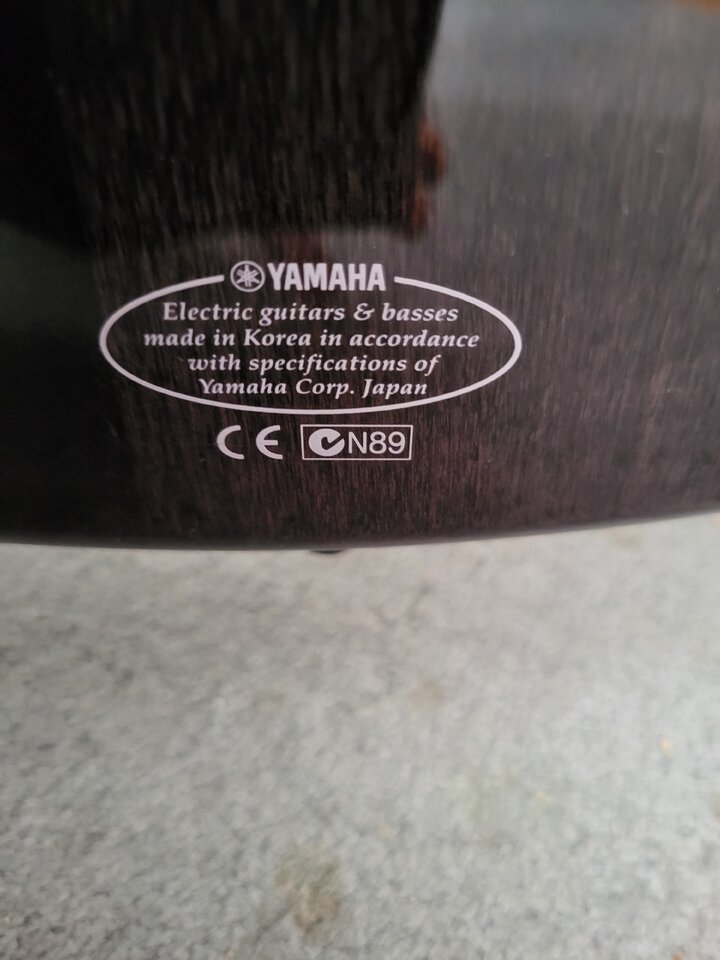 YAMAHA
Electric guitars & basses
made in Korea in accordance
with specifications of
Yamaha Corp. Japan
CE N89